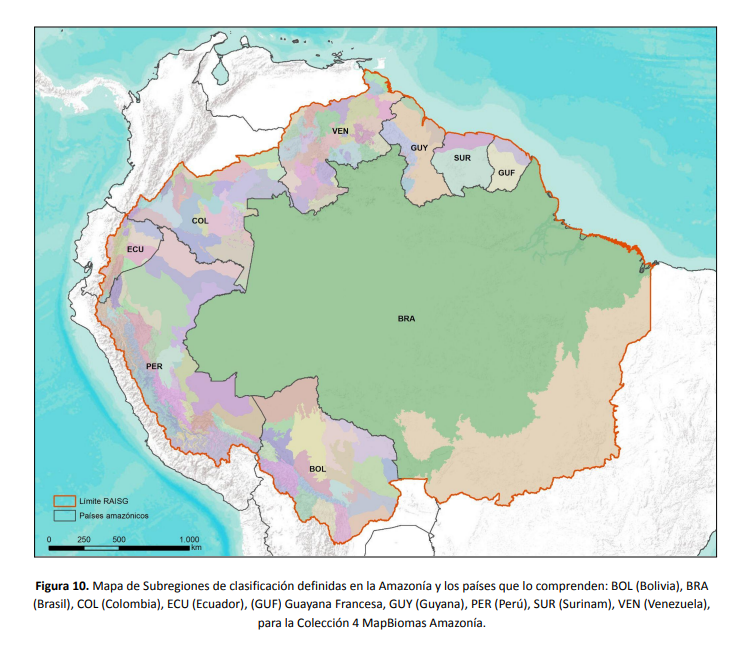 VEN
GUY
SUR
GUF
COL
ECU
BRA
PER
BOL
Límite RAISG
Países amazónicos
0 250 500 1.000
km
Figura 10. Mapa de Subregiones de clasificación definidas en la Amazonía y los países que lo comprenden: BOL (Bolivia), BRA
(Brasil), COL (Colombia), ECU (Ecuador), (GUF) Guayana Francesa, GUY (Guyana), PER (Perú), SUR (Surinam), VEN (Venezuela),
para la Colección 4 MapBiomas Amazonía.